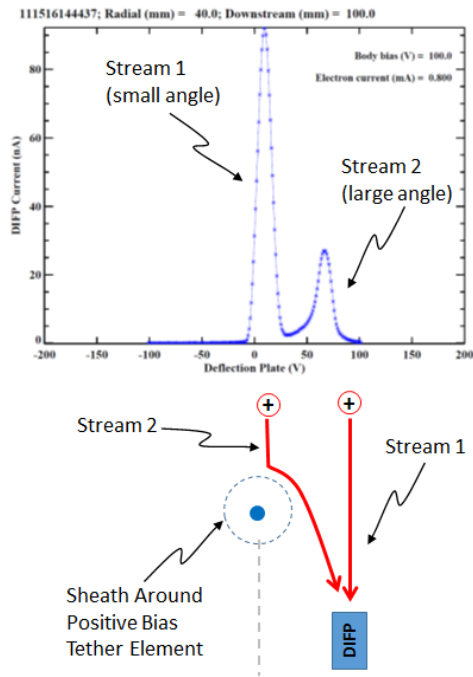 111516144437; Radial (mm) = 40.0; Downstream (mm) = 100.0
Body bias (V) = 100.0
Electron current (mA) = 0.800
Stream 1
(small angle)
Stream 2
(large angle)
DIFP Current (nA)
80
60
40
20
0
-200 -150 -100 -50 0 50 100 150 200
Deflection Plate (V)
+ +
Stream 2
Stream 1
Sheath Around
Positive Bias
Tether Element
DIFP